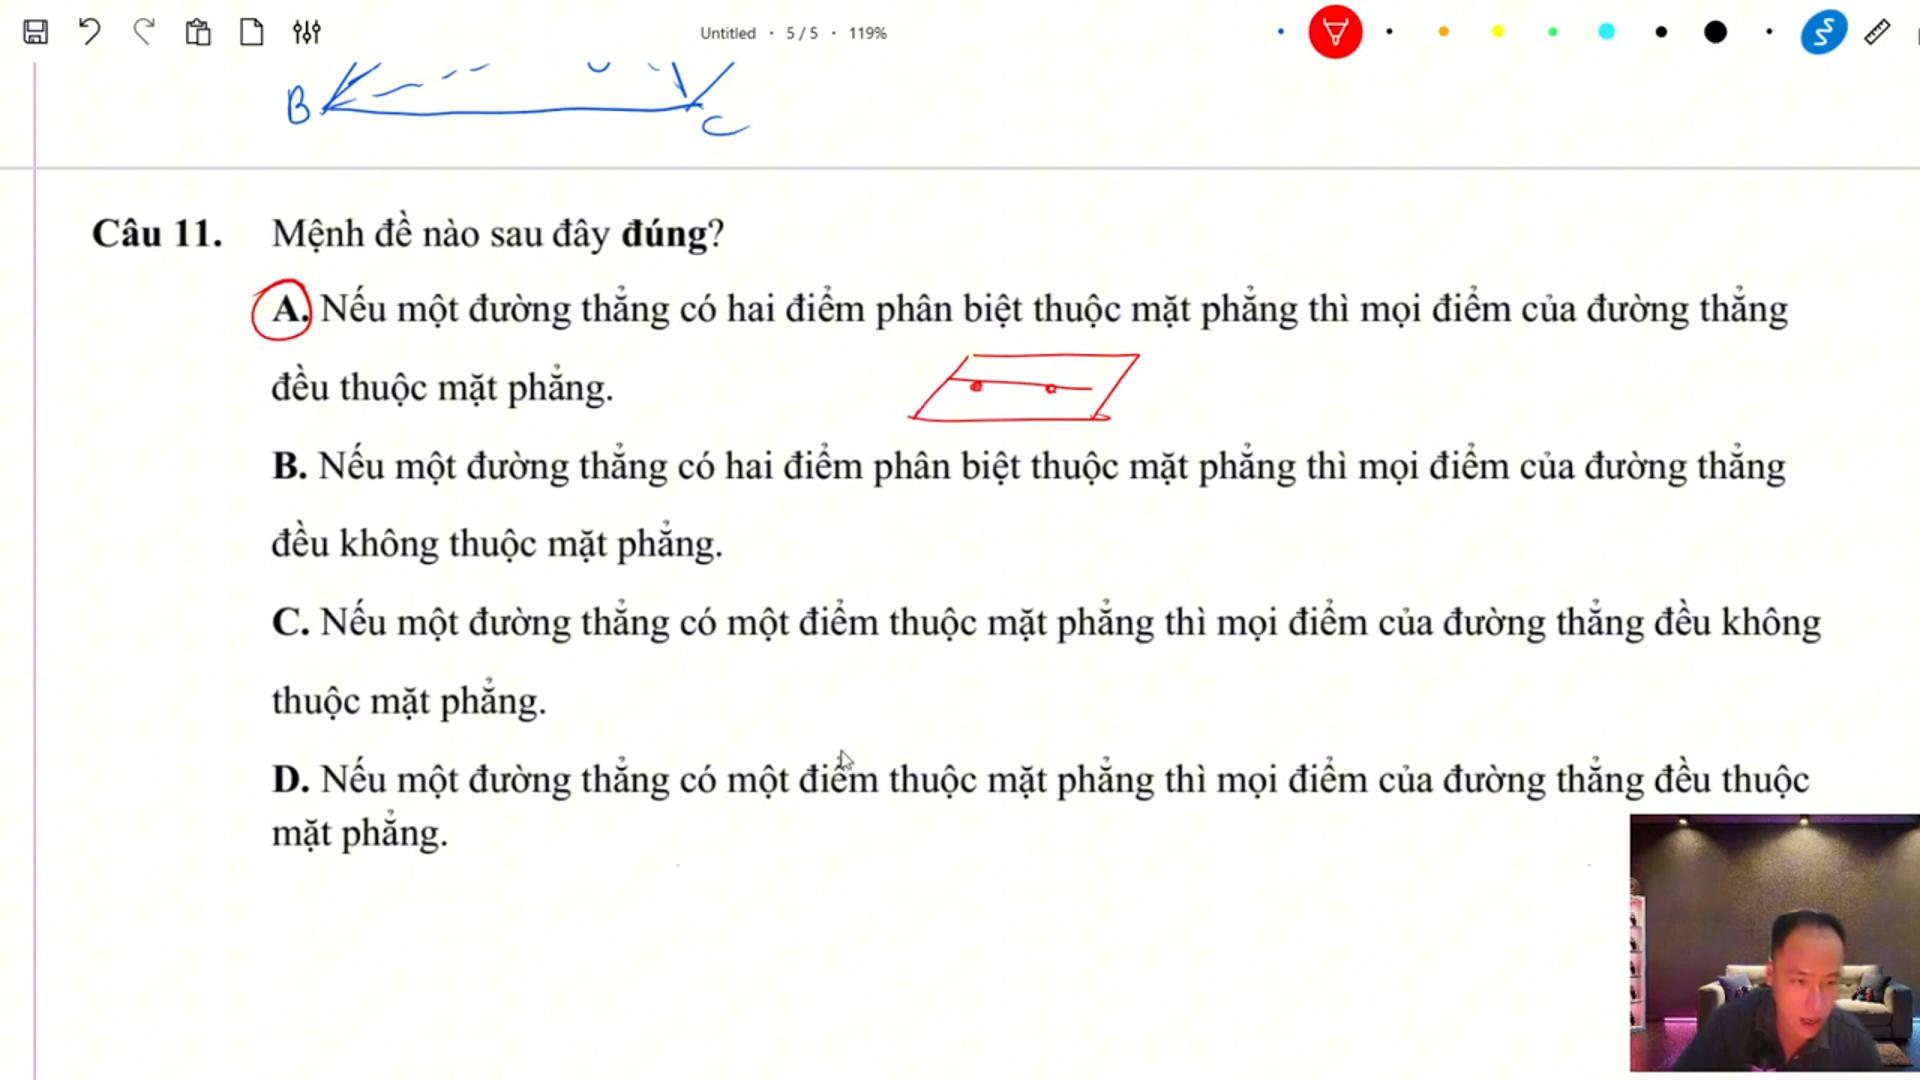 Untitled • 5 / 5 • 119%
B
C
Câu 11. Mệnh đề nào sau đây đúng?
A. Nếu một đường thẳng có hai điểm phân biệt thuộc mặt phẳng thì mọi điểm của đường thẳng
đều thuộc mặt phẳng.
B. Nếu một đường thẳng có hai điểm phân biệt thuộc mặt phẳng thì mọi điểm của đường thẳng
đều không thuộc mặt phẳng.
C. Nếu một đường thẳng có một điểm thuộc mặt phẳng thì mọi điểm của đường thẳng đều không
thuộc mặt phẳng.
D. Nếu một đường thẳng có một điểm thuộc mặt phẳng thì mọi điểm của đường thẳng đều thuộc
mặt phẳng.